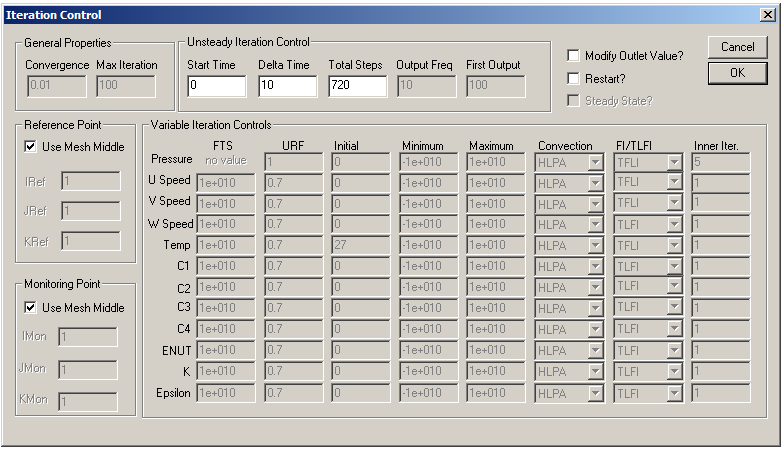 Iteration Control
General Properties
Convergence Max Iteration
0.01 100
Unsteady Iteration Control
Start Time Delta Time Total Steps Output Freq First Output
0 10 720 10 100
Modify Outlet Value?
Restart?
Steady State?
Cancel
OK
Reference Point
Use Mesh Middle
IRef 1
JRef 1
KRef 1
Monitoring Point
Use Mesh Middle
IMon 1
JMon 1
KMon 1
Variable Iteration Controls
FTS URF Initial Minimum Maximum Convection FI/TLFI Inner Iter.
Pressure no value 1 0 -1e+010 1e+010 HLPA TFLI 5
U Speed 1e+010 0.7 0 -1e+010 1e+010 HLPA TFLI 1
V Speed 1e+010 0.7 0 -1e+010 1e+010 HLPA TFLI 1
W Speed 1e+010 0.7 0 -1e+010 1e+010 HLPA TFLI 1
Temp 1e+010 0.7 27 -1e+010 1e+010 HLPA TFLI 1
C1 1e+010 0.7 0 -1e+010 1e+010 HLPA TLFI 1
C2 1e+010 0.7 0 -1e+010 1e+010 HLPA TLFI 1
C3 1e+010 0.7 0 -1e+010 1e+010 HLPA TLFI 1
C4 1e+010 0.7 0 -1e+010 1e+010 HLPA TLFI 1
ENUT 1e+010 0.7 0 -1e+010 1e+010 HLPA TLFI 1
K 1e+010 0.7 0 -1e+010 1e+010 HLPA TLFI 1
Epsilon 1e+010 0.7 0 -1e+010 1e+010 HLPA TLFI 1